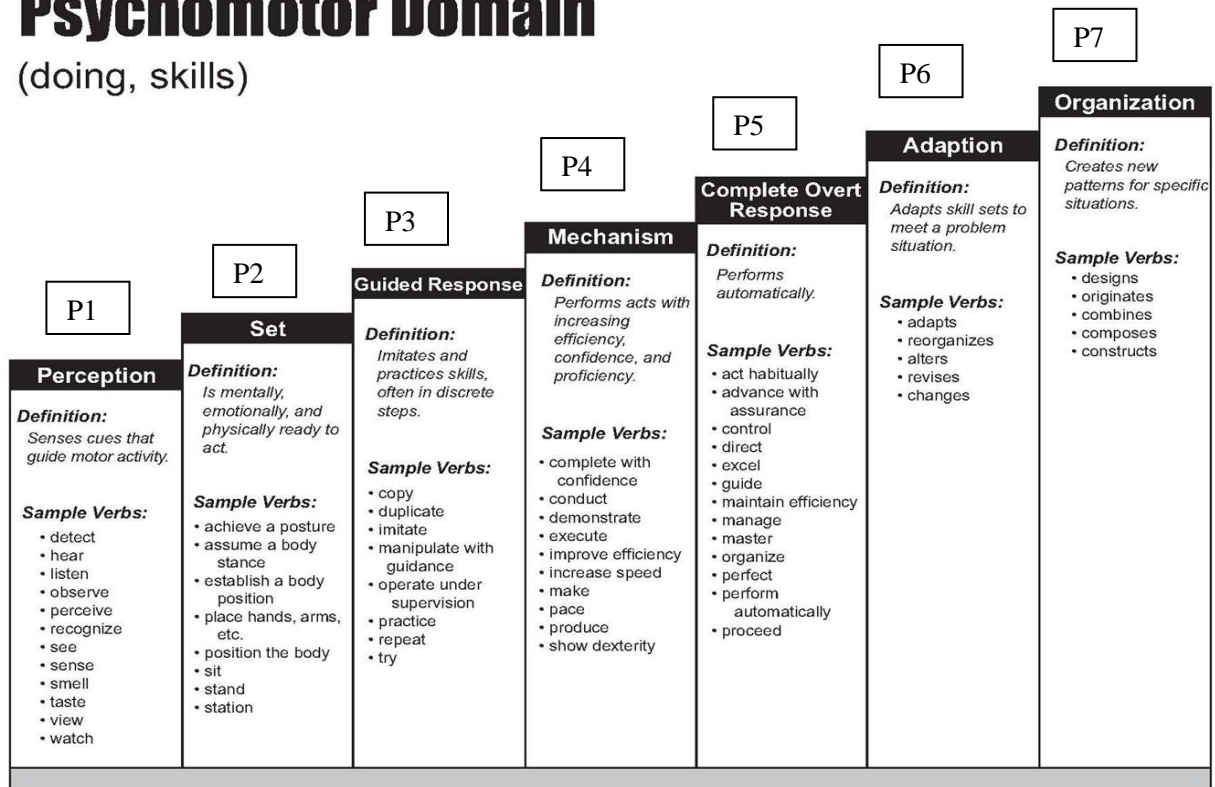 Psychomotor Domain
(doing, skills)
P1
Perception
Definition:
Senses cues that
guide motor activity.
Sample Verbs:
• detect
• hear
• listen
• observe
• perceive
• recognize
• see
• sense
• smell
• taste
• view
• watch
P2
Set
Definition:
Is mentally,
emotionally, and
physically ready to
act.
Sample Verbs:
• achieve a posture
• assume a body
stance
• establish a body
position
• place hands, arms,
etc.
• position the body
• sit
• stand
• station
P3
Guided Response
Definition:
Imitates and
practices skills,
often in discrete
steps.
Sample Verbs:
• copy
• duplicate
• imitate
• manipulate with
guidance
• operate under
supervision
• practice
• repeat
• try
P4
Mechanism
Definition:
Performs acts with
increasing
efficiency,
confidence, and
proficiency.
Sample Verbs:
• complete with
confidence
• conduct
• demonstrate
• execute
• improve efficiency
• increase speed
• make
• pace
• produce
• show dexterity
P5
Complete Overt
Response
Definition:
Performs
automatically.
Sample Verbs:
• act habitually
• advance with
assurance
• control
• direct
• excel
• guide
• maintain efficiency
• manage
• master
• organize
• perfect
• perform
automatically
• proceed
P6
Adaption
Definition:
Adapts skill sets to
meet a problem
situation.
Sample Verbs:
• adapts
• reorganizes
• alters
• revises
• changes
P7
Organization
Definition:
Creates new
patterns for specific
situations.
Sample Verbs:
• designs
• originates
• combines
• composes
• constructs